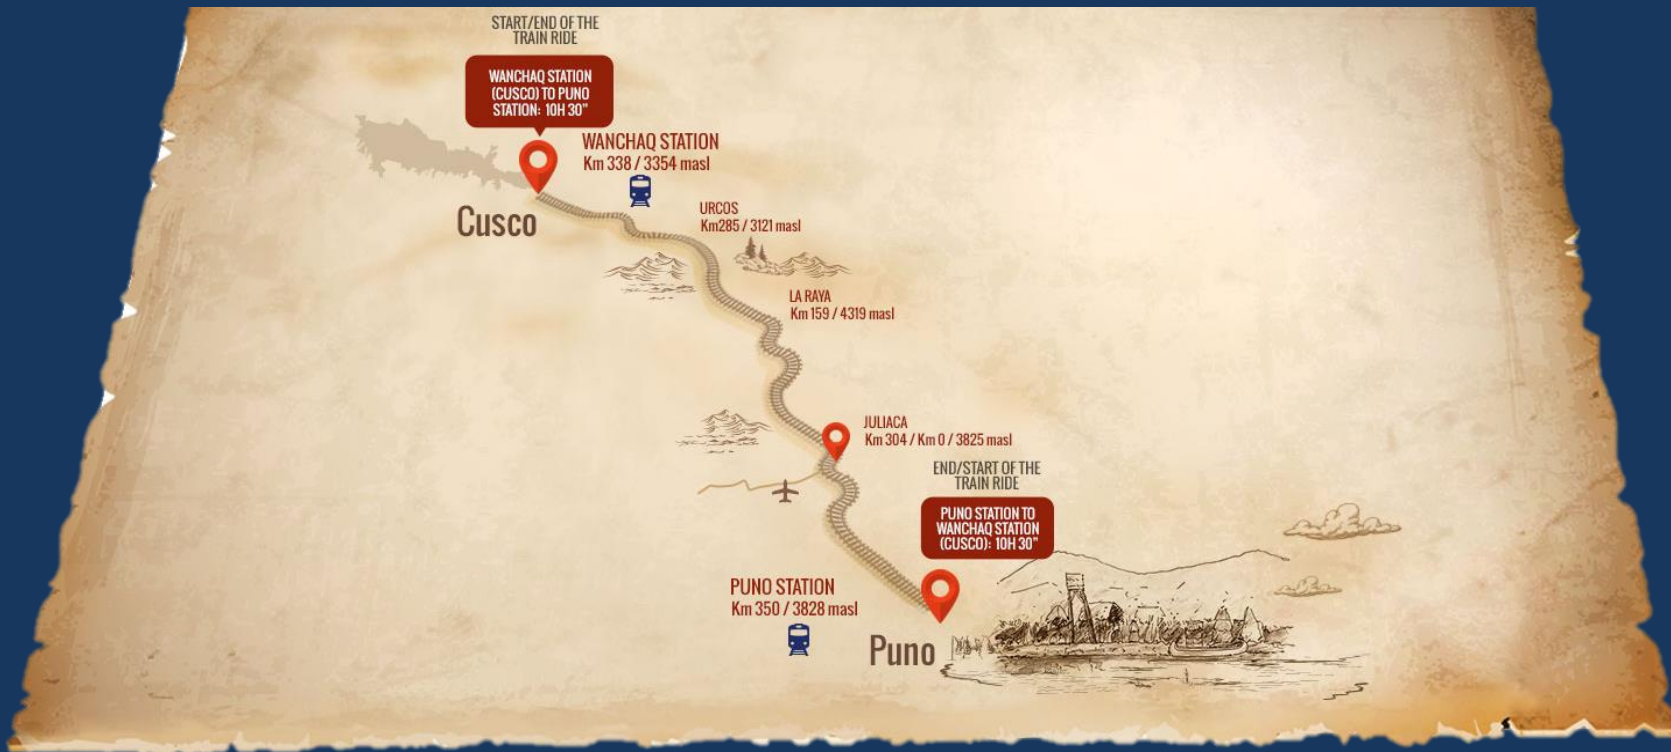 START/END OF THE
TRAIN RIDE
WANCHAQ STATION
(CUSCO) TO PUNO
STATION: 10H 30"
WANCHAQ STATION
Km 338 / 3354 masl
Cusco
URCOS
Km285 / 3121 masl
LA RAYA
Km 159 / 4319 masl
JULIACA
Km 304 / Km 0 / 3825 masl
END/START OF THE
TRAIN RIDE
PUNO STATION TO
WANCHAQ STATION
(CUSCO): 10H 30"
PUNO STATION
Km 350 / 3828 masl
Puno